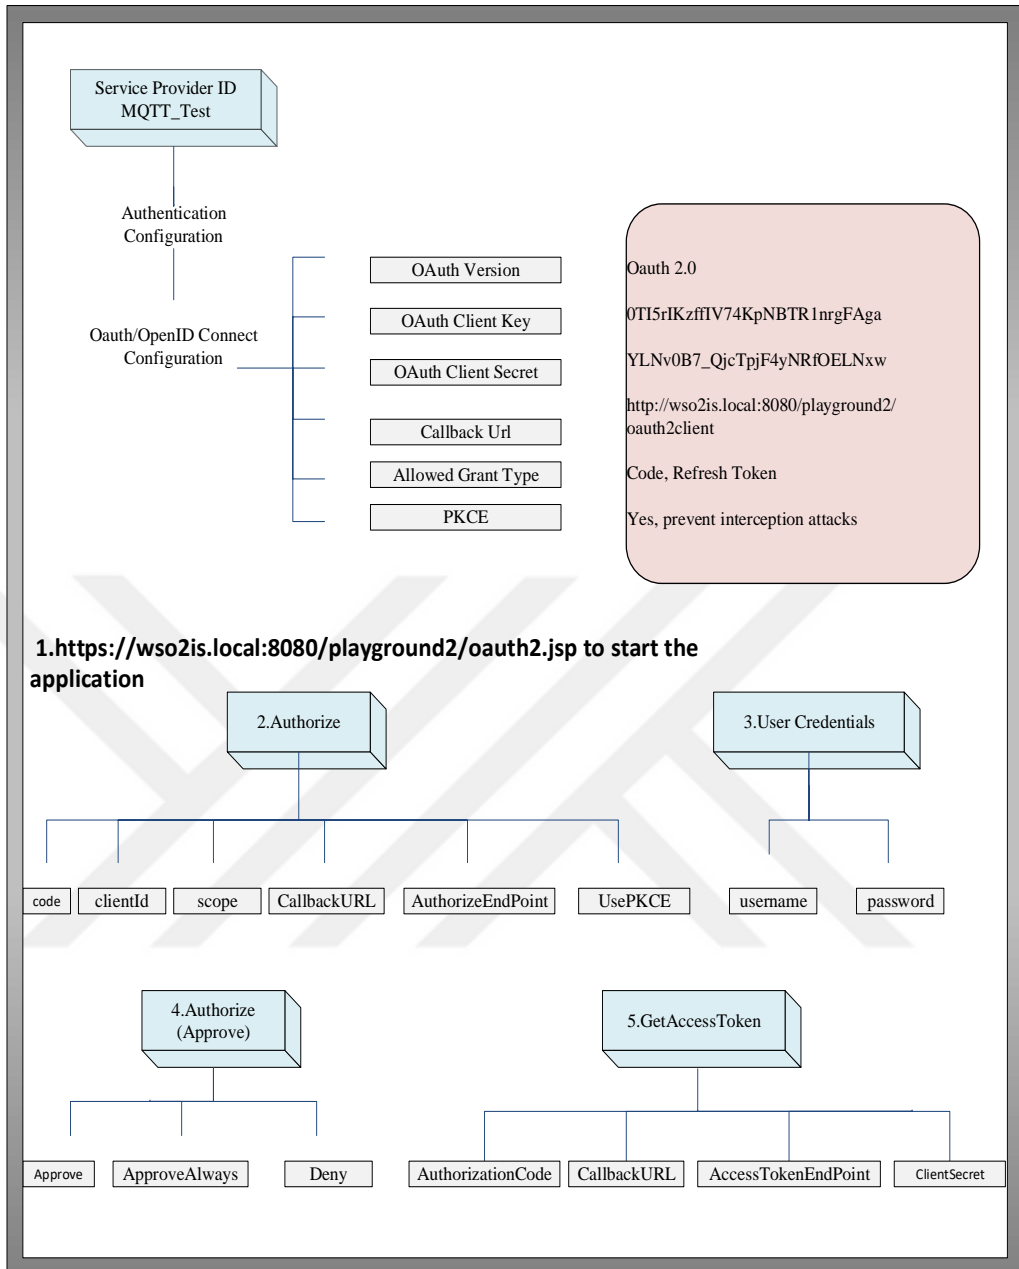 Service Provider ID
MQTT_Test
Authentication
Configuration
Oauth/OpenID Connect
Configuration
OAuth Version
Oauth 2.0
OAuth Client Key
0TI5rIKzffIV74KpNBTR1nrgFAga
OAuth Client Secret
YLNv0B7_QjcTpjF4yNRfOELNxw
Callback Url
http://wso2is.local:8080/playground2/
oauth2client
Allowed Grant Type
Code, Refresh Token
PKCE
Yes, prevent interception attacks
1.https://wso2is.local:8080/playground2/oauth2.jsp to start the
application
2.Authorize
3.User Credentials
code
clientId
scope
CallbackURL
AuthorizeEndPoint
UsePKCE
username
password
4.Authorize
(Approve)
5.GetAccessToken
Approve
ApproveAlways
Deny
AuthorizationCode
CallbackURL
AccessTokenEndPoint
ClientSecret